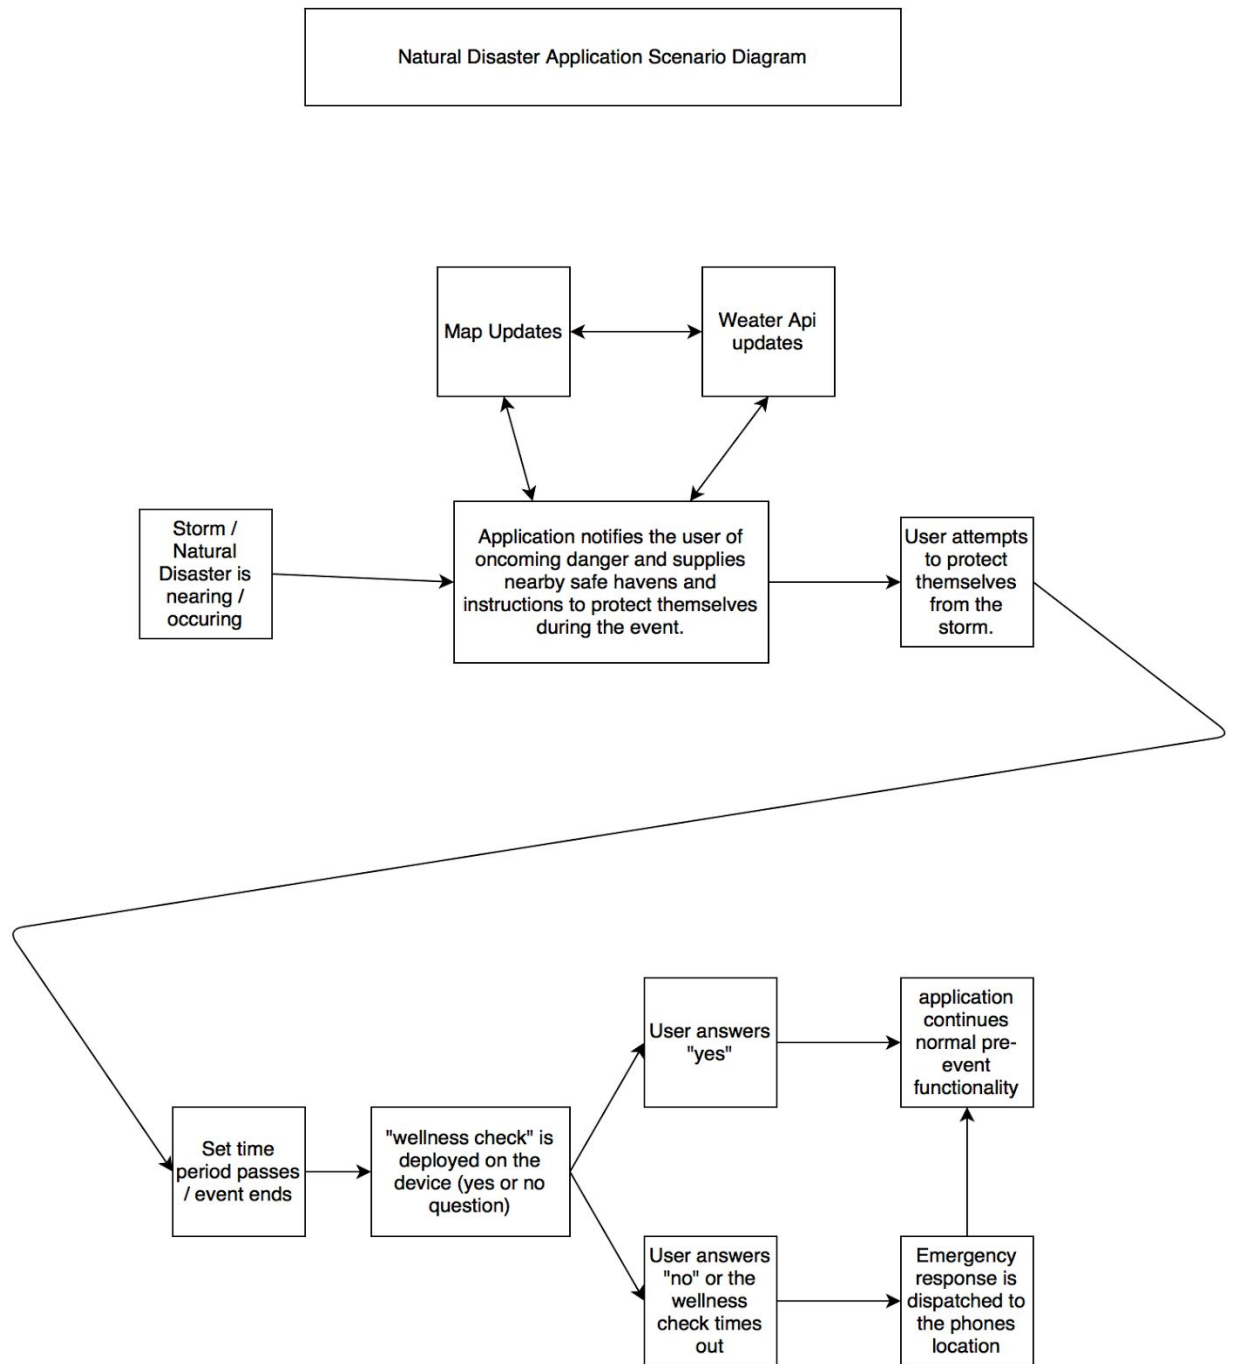 Natural Disaster Application Scenario Diagram
Map Updates
Weater Api
updates
Storm /
Natural
Disaster is
nearing /
occuring
Application notifies the user of
oncoming danger and supplies
nearby safe havens and
instructions to protect themselves
during the event.
User attempts
to protect
themselves
from the
storm.
Set time
period passes
/ event ends
"wellness check" is
deployed on the
device (yes or no
question)
User answers
"yes"
application
continues
normal pre-
event
functionality
User answers
"no" or the
wellness
check times
out
Emergency
response is
dispatched to
the phones
location